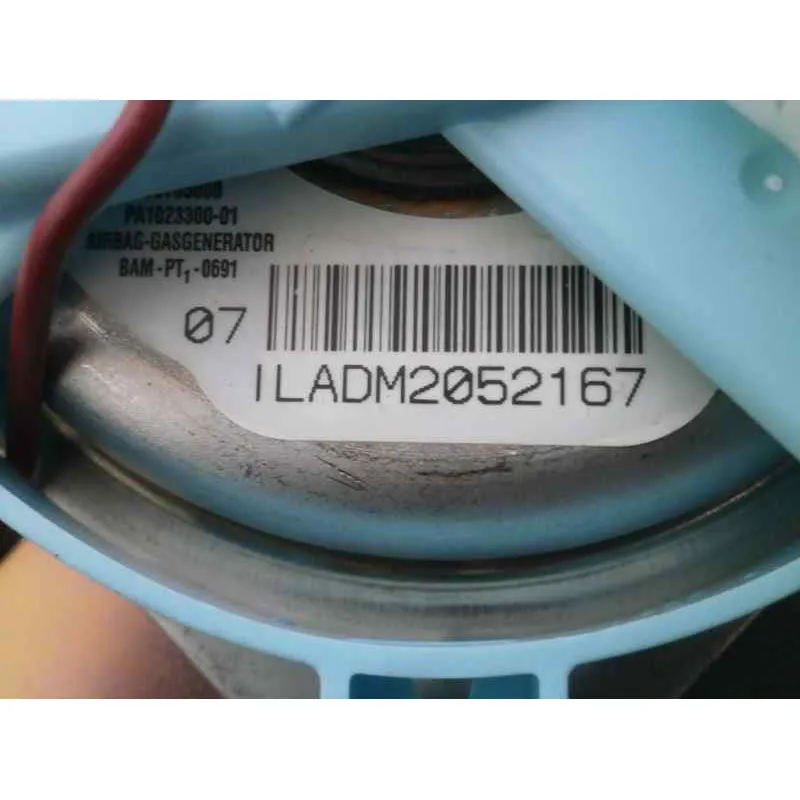 PA1023300-01
AIRBAG-GASGENERATOR
BAM-PT₁-0691
07
ILADM2052167